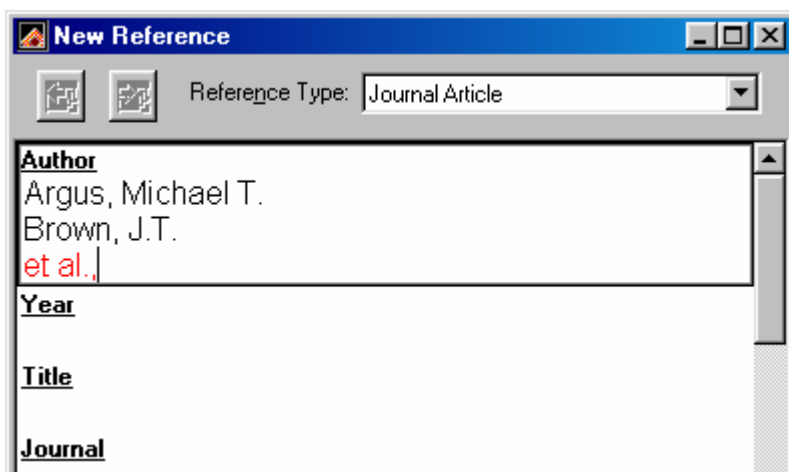 New Reference
Reference Type: Journal Article
Author
Argus, Michael T.
Brown, J.T.
et al.,
Year
Title
Journal